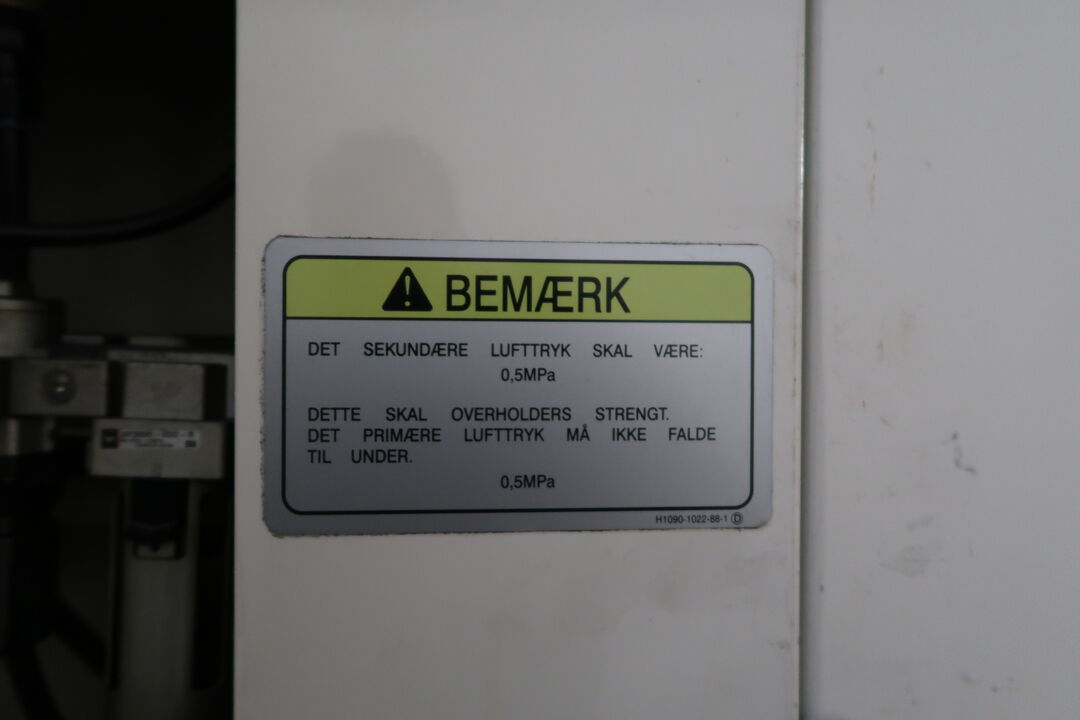 BEMÆRK
DET SEKUNDÆRE LUFTTRYK SKAL VÆRE:
0,5MPa
DETTE SKAL OVERHOLDERS STRENGT.
DET PRIMÆRE LUFTTRYK MÅ IKKE FALDE
TIL UNDER.
0,5MPa
H1090-1022-88-1 D